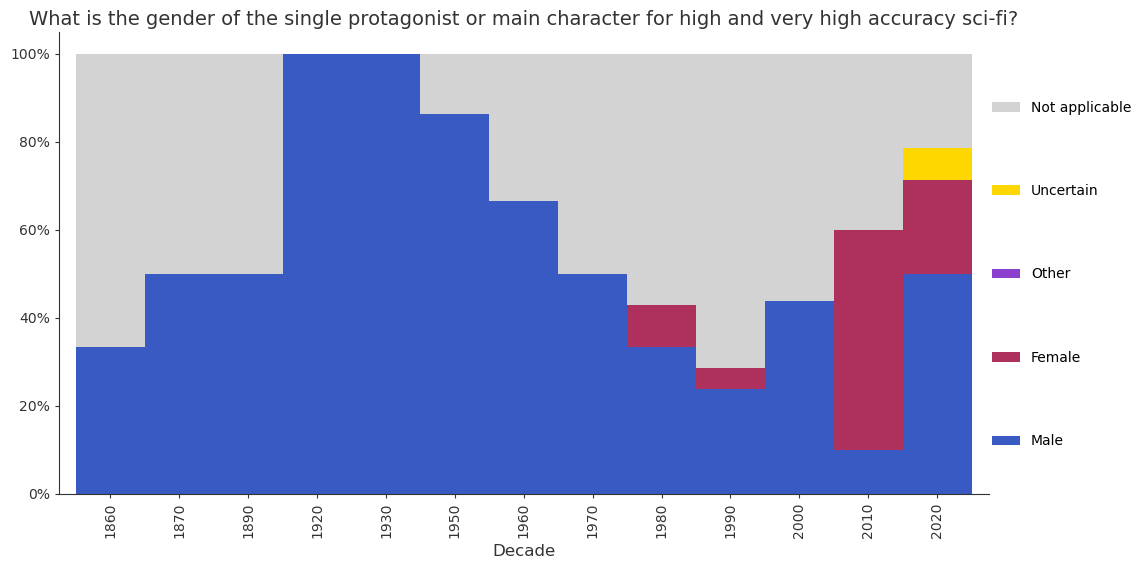 What is the gender of the single protagonist or main character for high and very high accuracy sci-fi?
100%
80%
60%
40%
20%
0%
1860
1870
1890
1920
1930
1950
1960
1970
1980
1990
2000
2010
2020
Decade
Not applicable
Uncertain
Other
Female
Male